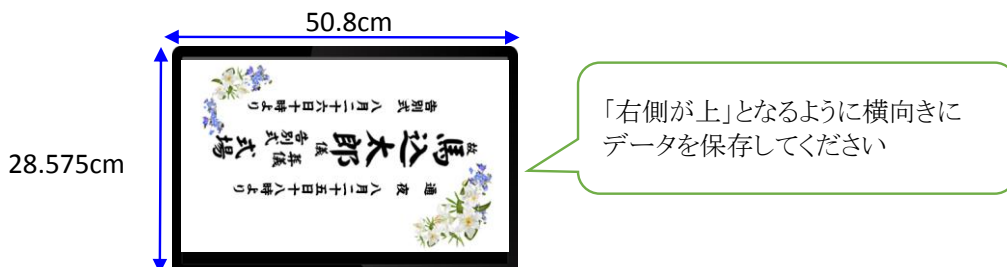 50.8cm
28.575cm
通夜 八月二十五日十八時より
故 馬込太郎 儀 葬儀 告別式 式場
告別式 八月二十六日十時より
「右側が上」となるように横向きに
データを保存してください